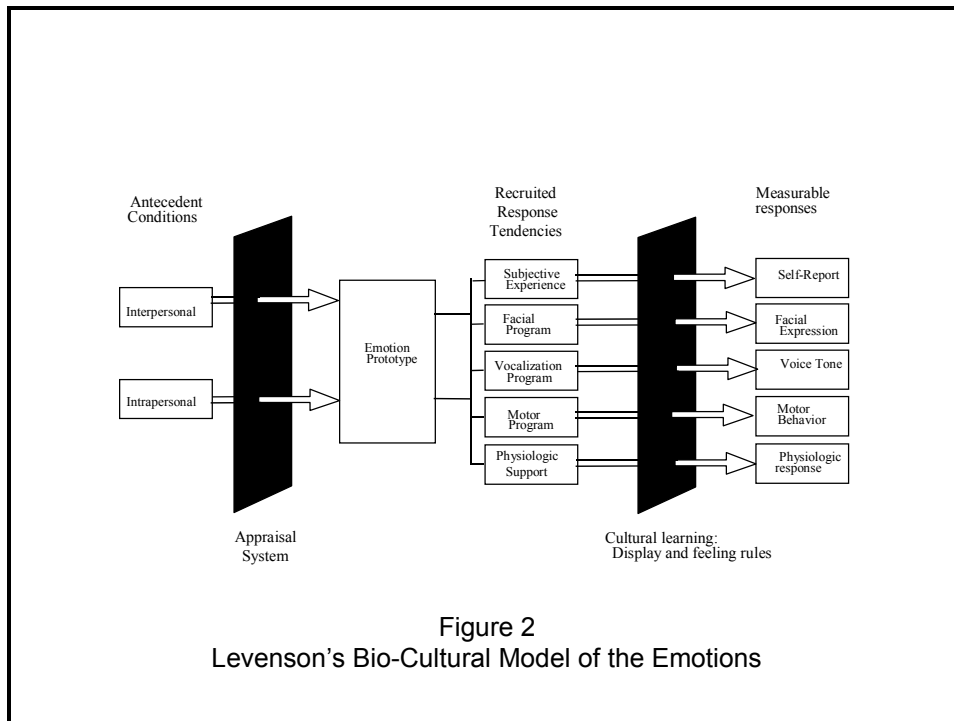 Antecedent
Conditions
Interpersonal
Intrapersonal
Appraisal
System
Emotion
Prototype
Recruited
Response
Tendencies
Subjective
Experience
Facial
Program
Vocalization
Program
Motor
Program
Physiologic
Support
Cultural learning:
Display and feeling rules
Measurable
responses
Self-Report
Facial
Expression
Voice Tone
Motor
Behavior
Physiologic
response
Figure 2
Levenson's Bio-Cultural Model of the Emotions